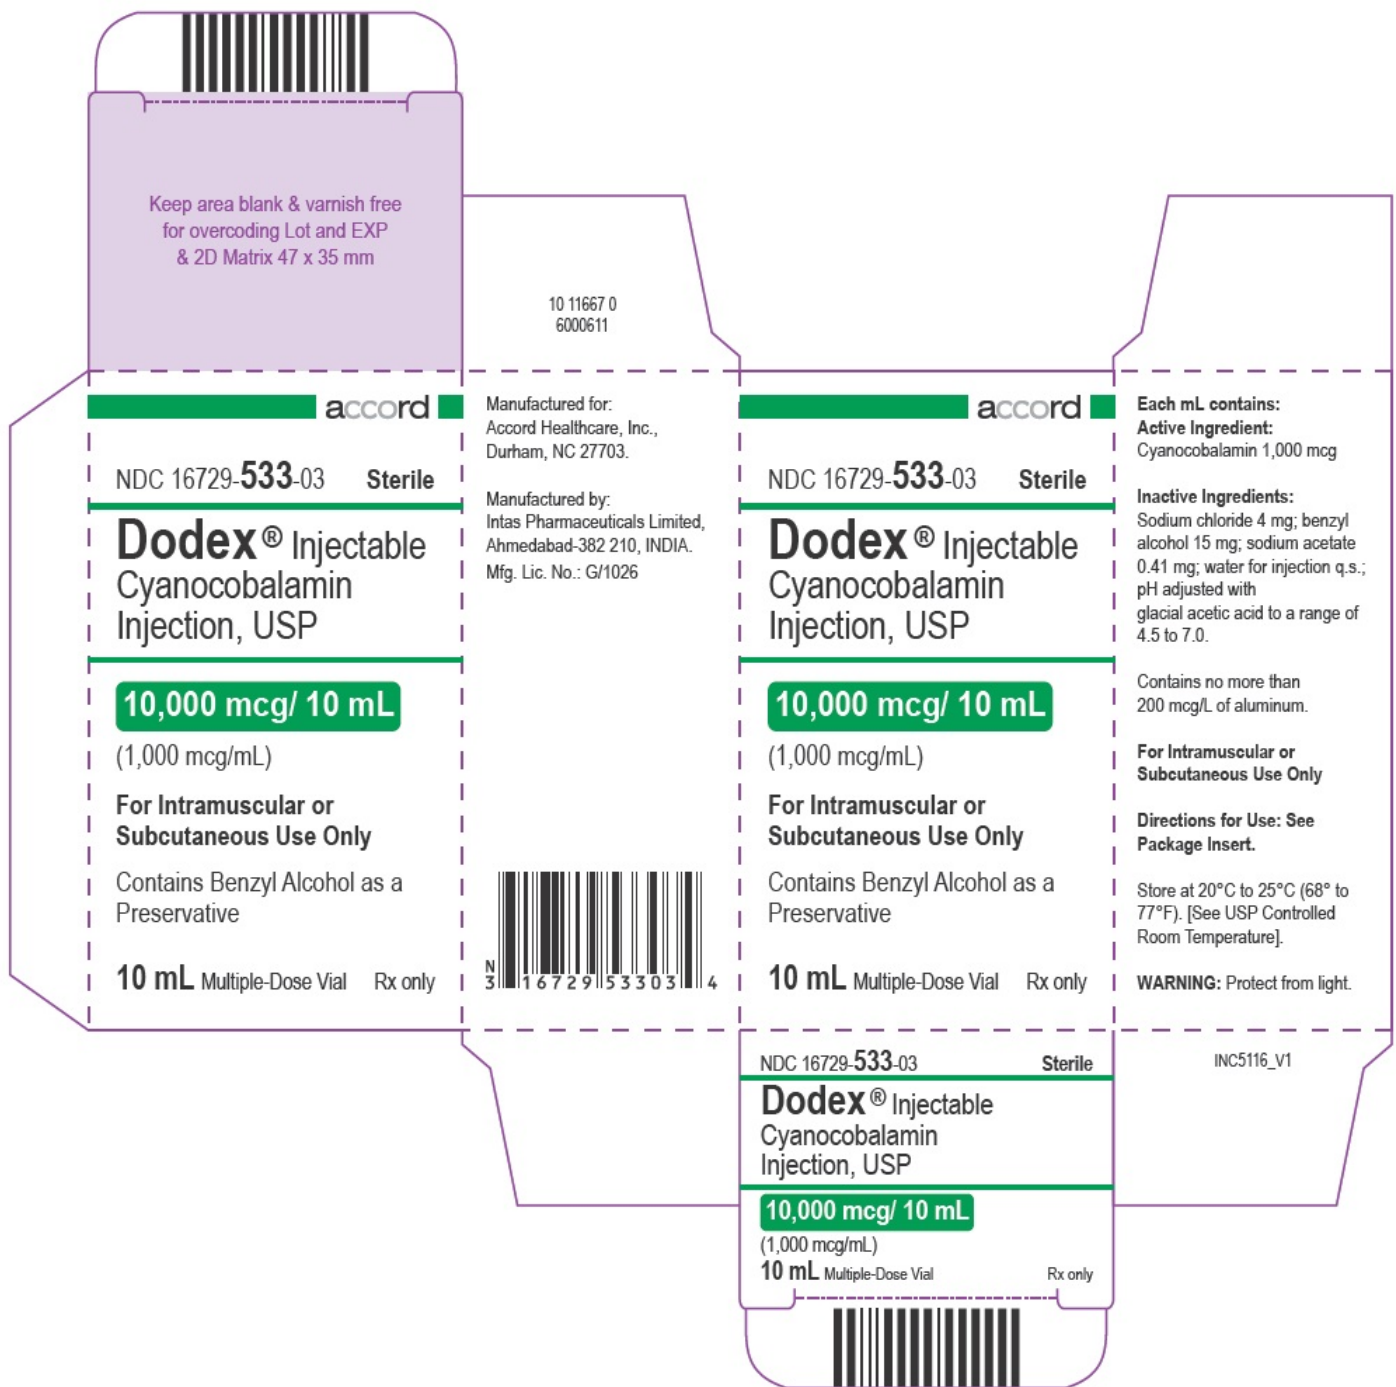 Keep area blank & varnish free
for overcoding Lot and EXP
& 2D Matrix 47 x 35 mm
10 11667 0
6000611
accord
NDC 16729-533-03 Sterile
Dodex® Injectable
Cyanocobalamin
Injection, USP
10,000 mcg/ 10 mL
(1,000 mcg/mL)
For Intramuscular or
Subcutaneous Use Only
Contains Benzyl Alcohol as a
Preservative
10 mL Multiple-Dose Vial Rx only
Manufactured for:
Accord Healthcare, Inc.,
Durham, NC 27703.
Manufactured by:
Intas Pharmaceuticals Limited,
Ahmedabad-382 210, INDIA.
Mfg. Lic. No.: G/1026
N
3 16729 53303 4
accord
NDC 16729-533-03 Sterile
Dodex® Injectable
Cyanocobalamin
Injection, USP
10,000 mcg/ 10 mL
(1,000 mcg/mL)
For Intramuscular or
Subcutaneous Use Only
Contains Benzyl Alcohol as a
Preservative
10 mL Multiple-Dose Vial Rx only
Each mL contains:
Active Ingredient:
Cyanocobalamin 1,000 mcg
Inactive Ingredients:
Sodium chloride 4 mg; benzyl
alcohol 15 mg; sodium acetate
0.41 mg; water for injection q.s.;
pH adjusted with
glacial acetic acid to a range of
4.5 to 7.0.
Contains no more than
200 mcg/L of aluminum.
For Intramuscular or
Subcutaneous Use Only
Directions for Use: See
Package Insert.
Store at 20°C to 25°C (68° to
77°F). [See USP Controlled
Room Temperature].
WARNING: Protect from light.
NDC 16729-533-03 Sterile
Dodex® Injectable
Cyanocobalamin
Injection, USP
10,000 mcg/ 10 mL
(1,000 mcg/mL)
10 mL Multiple-Dose Vial Rx only
INC5116_V1